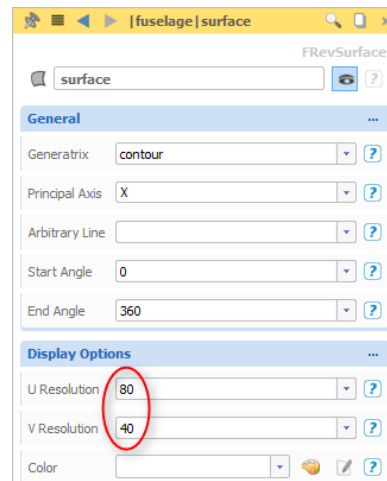 |fuselage|surface
FRevSurface
surface
?
General ...
Generatrix contour ?
Principal Axis X ?
Arbitrary Line ?
Start Angle 0 ?
End Angle 360 ?
Display Options ...
U Resolution 80 ?
V Resolution 40 ?
Color ?